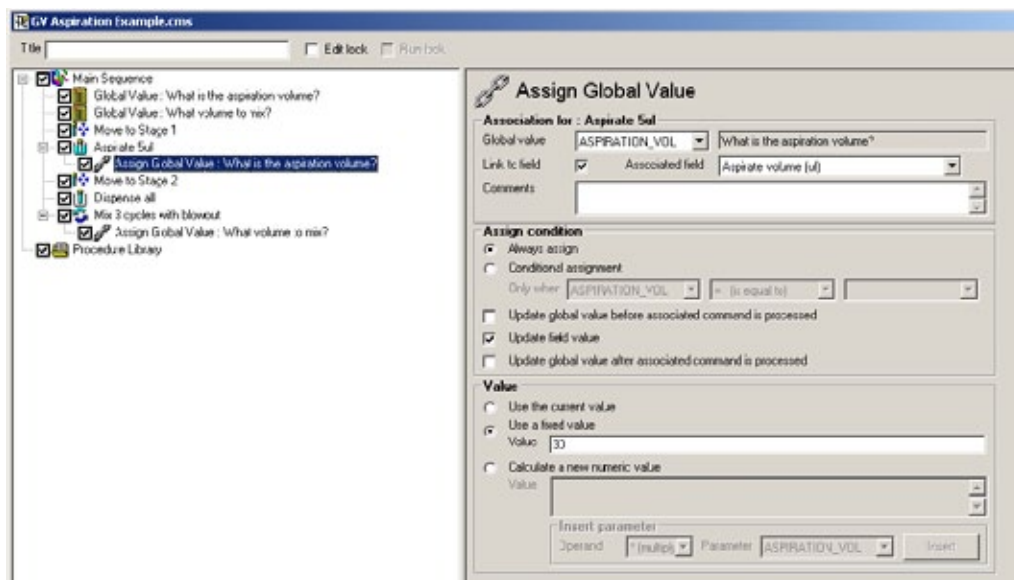 GV Aspiration Example.cms
Title
Edit lock
Run lock
Main Sequence
Global Value : What is the aspiration volume?
Global Value : What volume to mix?
Move to Stage 1
Aspirate 5ul
Assign Global Value : What is the aspiration volume?
Move to Stage 2
Dispense all
Mix 3 cycles with blowout
Assign Global Value : What volume to mix?
Procedure Library
Assign Global Value
Association for : Aspirate 5ul
Global value ASPIRATION_VOL What is the aspiration volume?
Link to field Associated field Aspirate volume (ul)
Comments
Assign condition
Always assign
Conditional assignment
Only when ASPIRATION_VOL = (is equal to)
Update global value before associated command is processed
Update field value
Update global value after associated command is processed
Value
Use the current value
Use a fixed value
Value 30
Calculate a new numeric value
Value
Insert parameter
Operand * (multiply Parameter ASPIRATION_VOL Insert